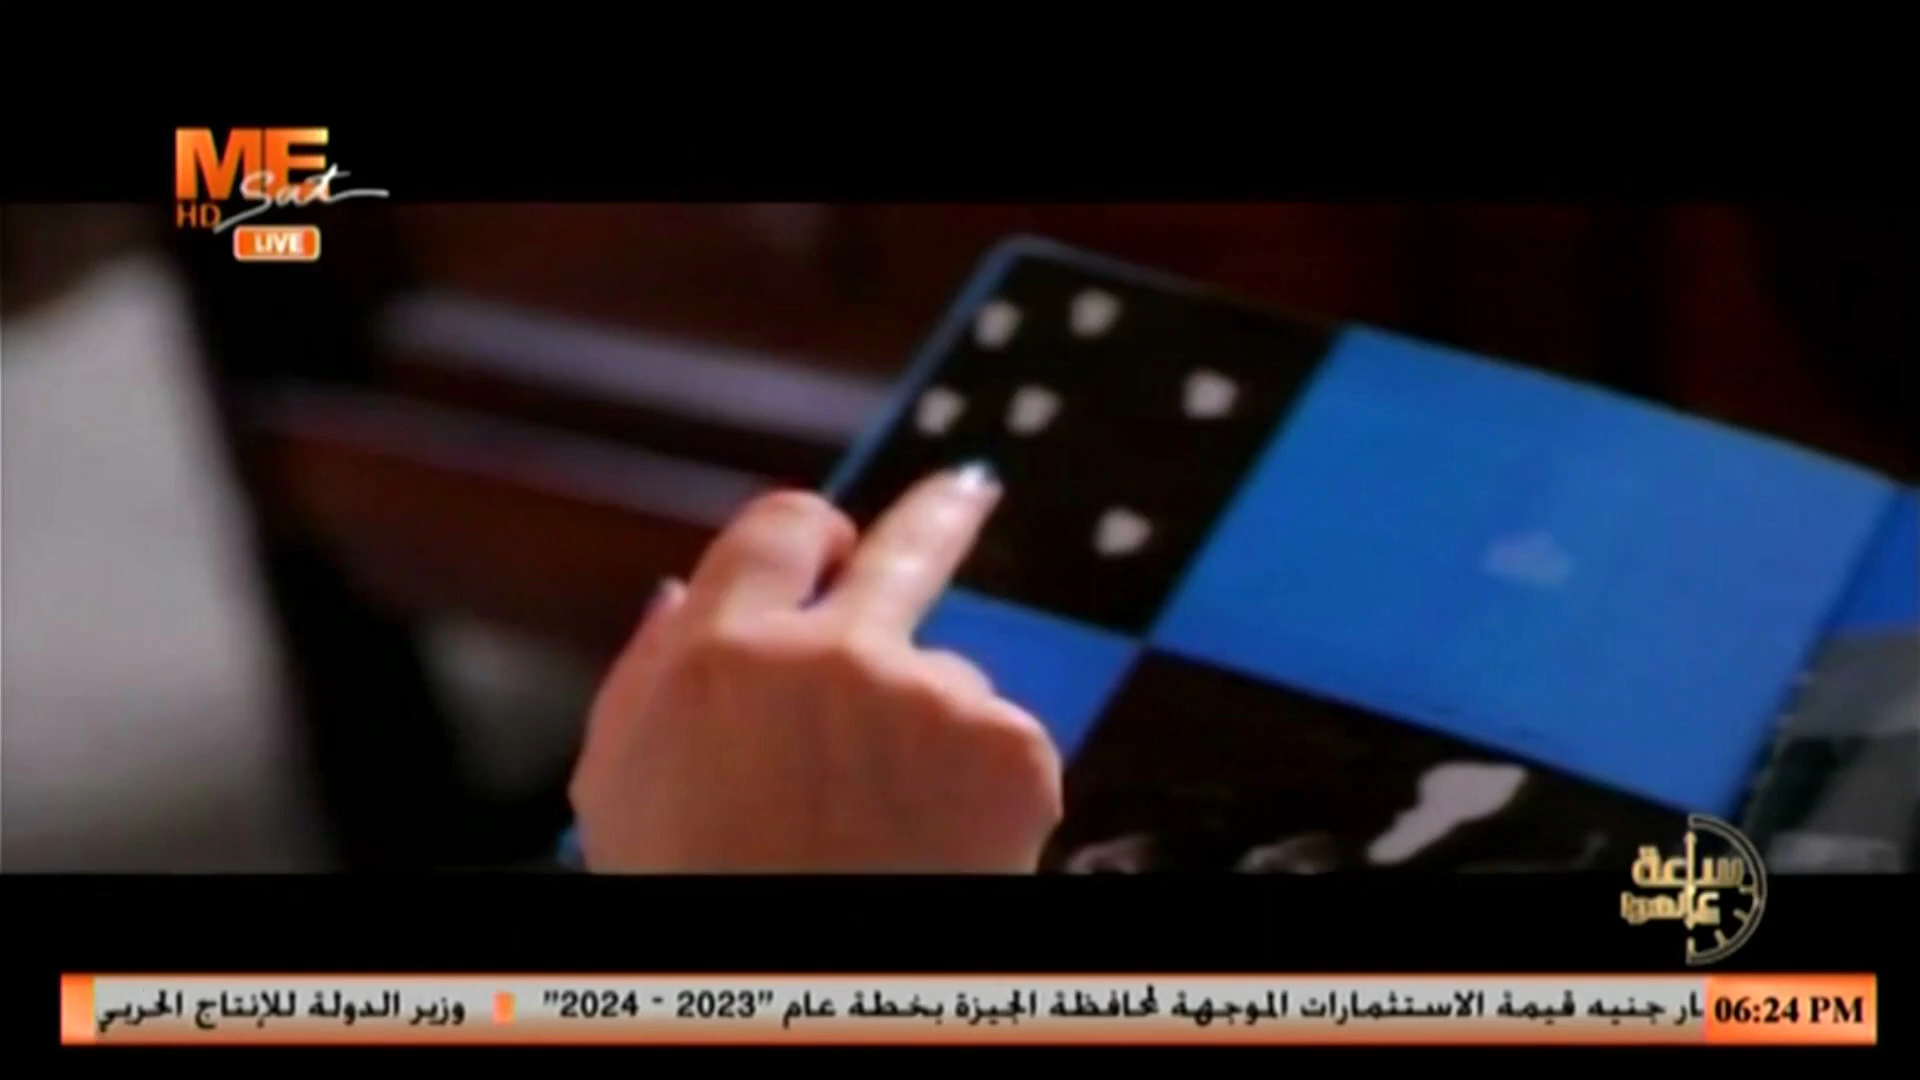 ME
Sat
HD
LIVE
ساعة
عالهوا
ـار جنيه قيمة الاستثمارات الموجهة لمحافظة الجيزة بخطة عام "2023 - 2024" وزير الدولة للإنتاج الحربي
06:24 PM